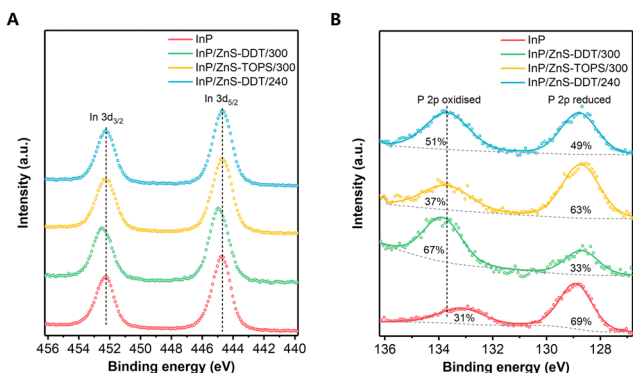 A
InP
InP/ZnS-DDT/300
InP/ZnS-TOPS/300
InP/ZnS-DDT/240
In 3d3/2
In 3d5/2
Intensity (a.u.)
456 454 452 450 448 446 444 442 440
Binding energy (eV)
B
InP
InP/ZnS-DDT/300
InP/ZnS-TOPS/300
InP/ZnS-DDT/240
P 2p oxidised
P 2p reduced
51%
49%
37%
63%
67%
33%
31%
69%
Intensity (a.u.)
136 134 132 130 128
Binding energy (eV)